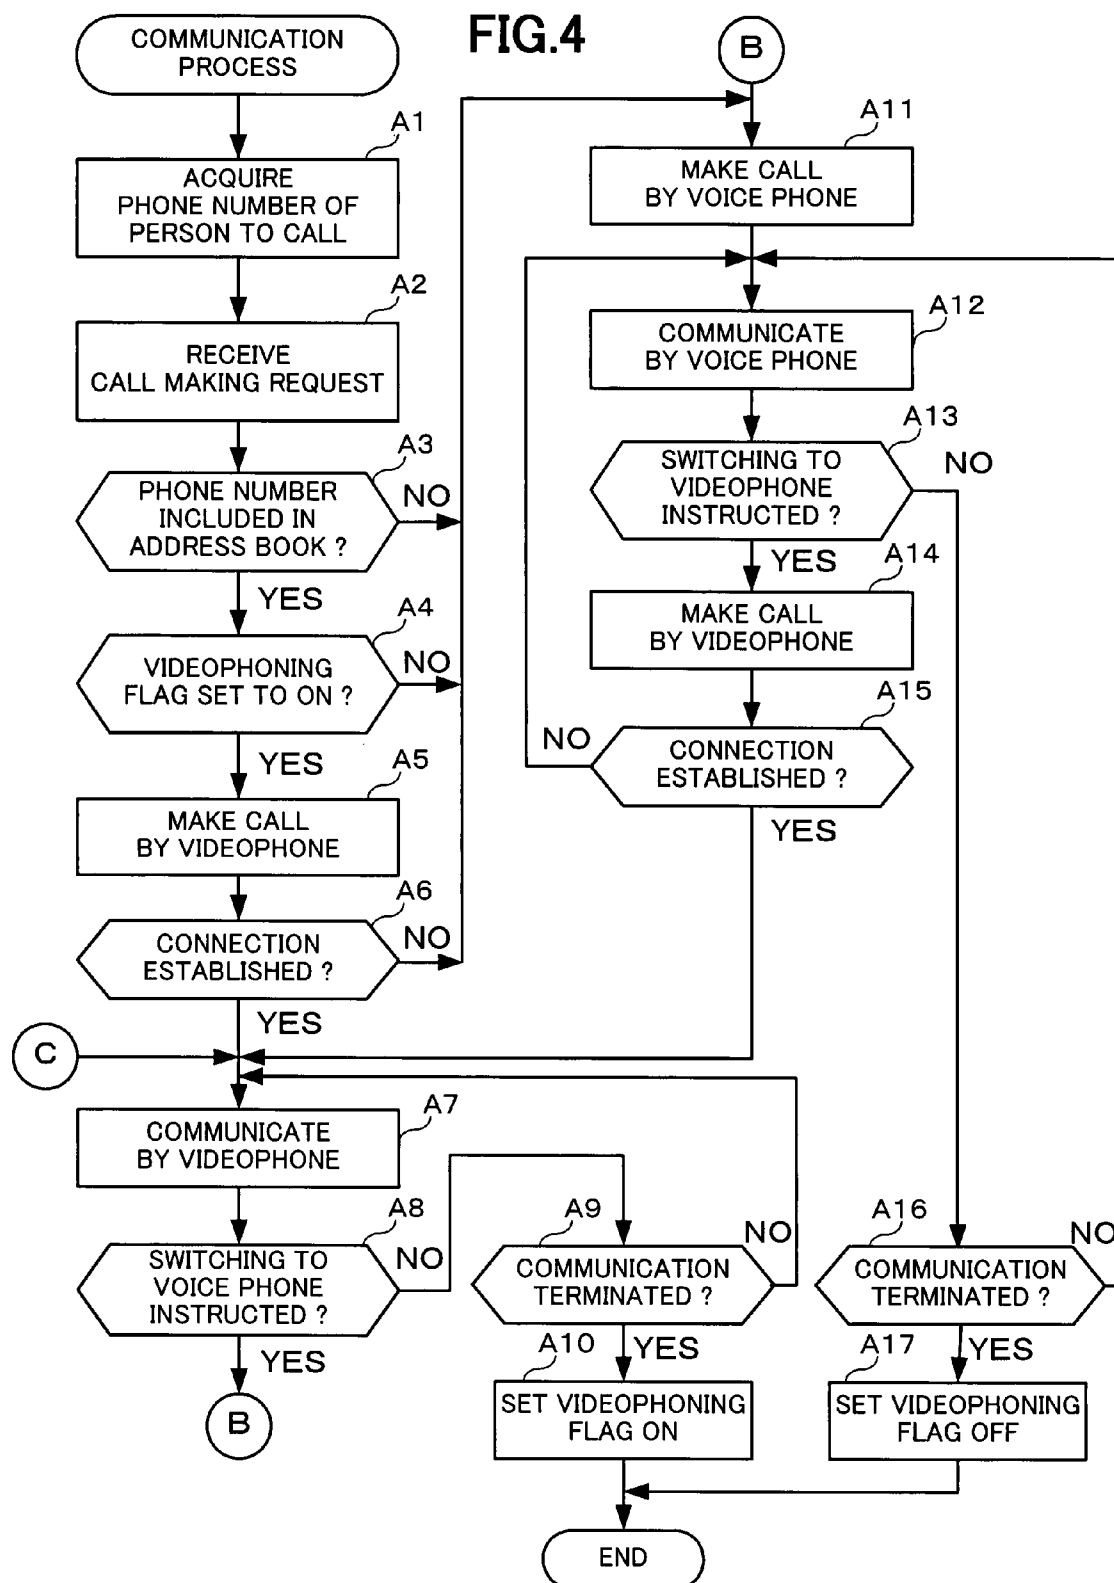 FIG.4
COMMUNICATION
PROCESS
A1
ACQUIRE
PHONE NUMBER OF
PERSON TO CALL
A2
RECEIVE
CALL MAKING REQUEST
A3
PHONE NUMBER
INCLUDED IN
ADDRESS BOOK ?
NO
YES
A4
VIDEOPHONING
FLAG SET TO ON ?
NO
YES
A5
MAKE CALL
BY VIDEOPHONE
A6
CONNECTION
ESTABLISHED ?
NO
YES
C
A7
COMMUNICATE
BY VIDEOPHONE
A8
SWITCHING TO
VOICE PHONE
INSTRUCTED ?
NO
YES
B
A9
COMMUNICATION
TERMINATED ?
NO
YES
A10
SET VIDEOPHONING
FLAG ON
B
A11
MAKE CALL
BY VOICE PHONE
A12
COMMUNICATE
BY VOICE PHONE
A13
SWITCHING TO
VIDEOPHONE
INSTRUCTED ?
NO
YES
A14
MAKE CALL
BY VIDEOPHONE
A15
CONNECTION
ESTABLISHED ?
NO
YES
A16
COMMUNICATION
TERMINATED ?
NO
YES
A17
SET VIDEOPHONING
FLAG OFF
END